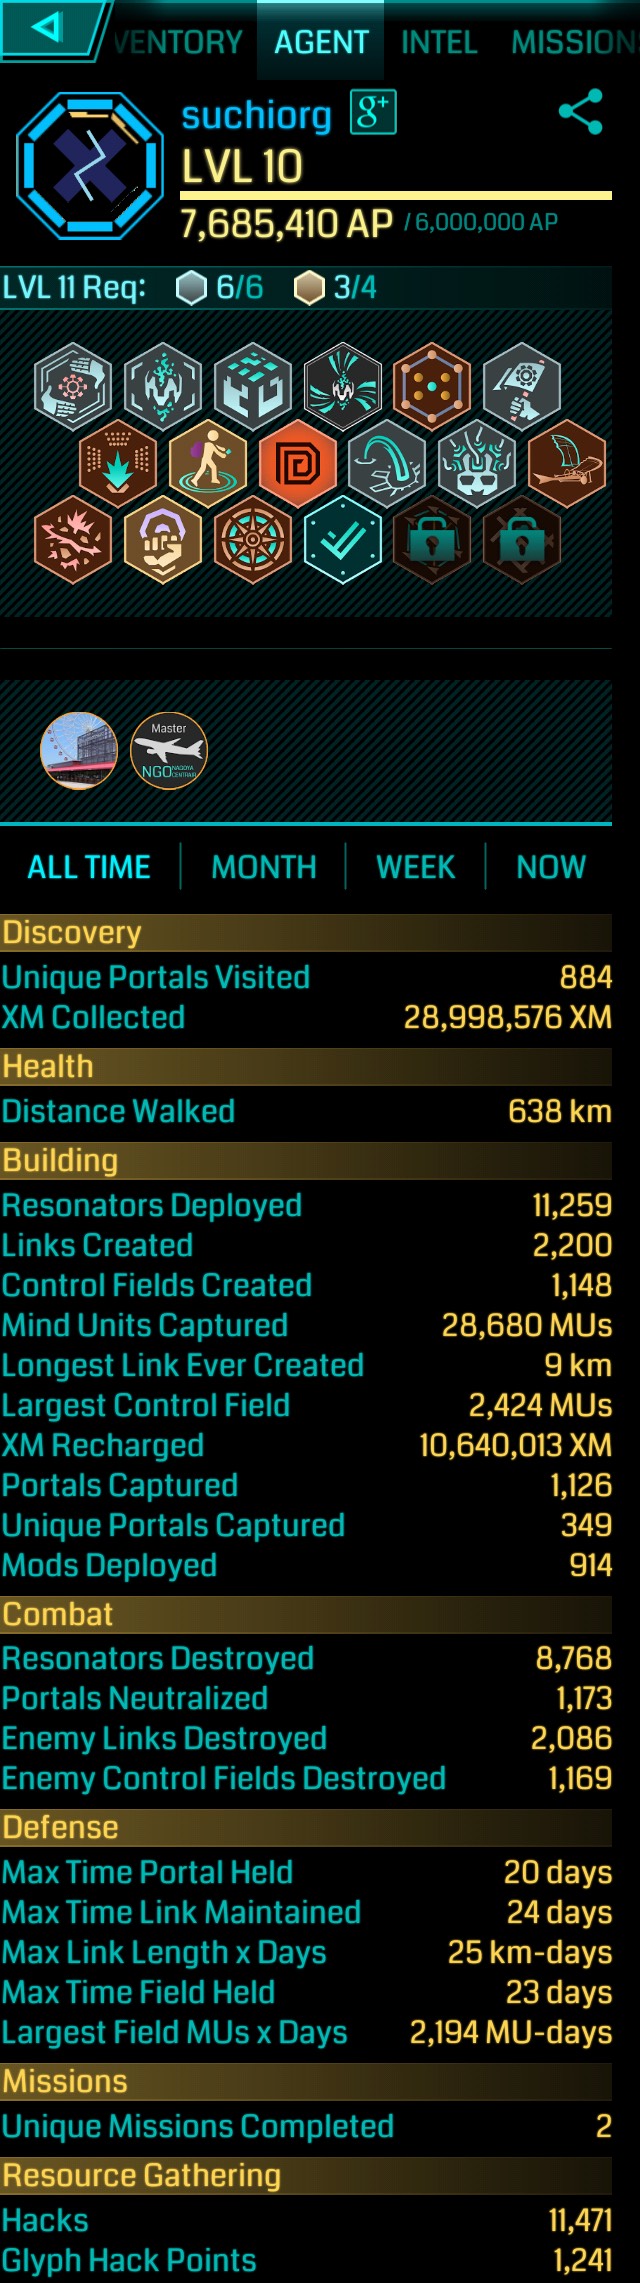 VENTORY AGENT INTEL MISSION
suchiorg g+
LVL 10
7,685,410 AP / 6,000,000 AP
LVL 11 Req: 6/6 3/4
Master
NGO NAGOYA CENTRAIR
ALL TIME MONTH WEEK NOW
Discovery
Unique Portals Visited 884
XM Collected 28,998,576 XM
Health
Distance Walked 638 km
Building
Resonators Deployed 11,259
Links Created 2,200
Control Fields Created 1,148
Mind Units Captured 28,680 MUs
Longest Link Ever Created 9 km
Largest Control Field 2,424 MUs
XM Recharged 10,640,013 XM
Portals Captured 1,126
Unique Portals Captured 349
Mods Deployed 914
Combat
Resonators Destroyed 8,768
Portals Neutralized 1,173
Enemy Links Destroyed 2,086
Enemy Control Fields Destroyed 1,169
Defense
Max Time Portal Held 20 days
Max Time Link Maintained 24 days
Max Link Length x Days 25 km-days
Max Time Field Held 23 days
Largest Field MUs x Days 2,194 MU-days
Missions
Unique Missions Completed 2
Resource Gathering
Hacks 11,471
Glyph Hack Points 1,241